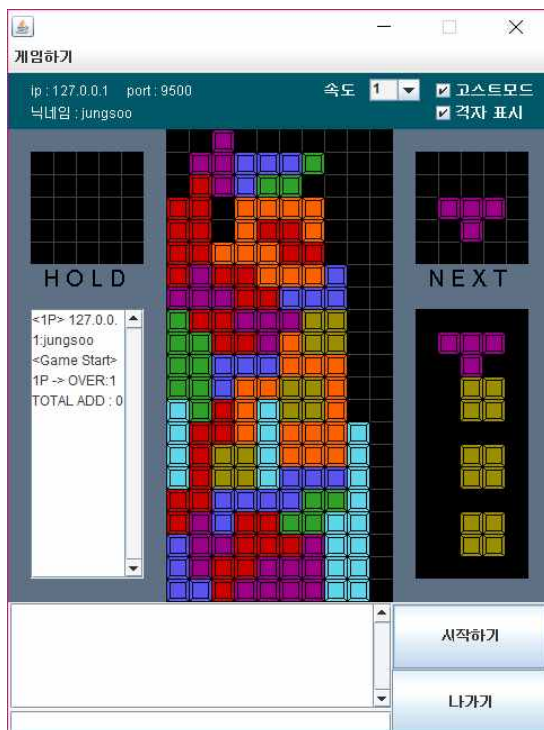 게임하기
ip : 127.0.0.1 port : 9500
속도 1
고스트모드
닉네임 : jungsoo
격자 표시
HOLD
NEXT
<1P> 127.0.0.
1:jungsoo
<Game Start>
1P -> OVER:1
TOTAL ADD : 0
시작하기
나가기